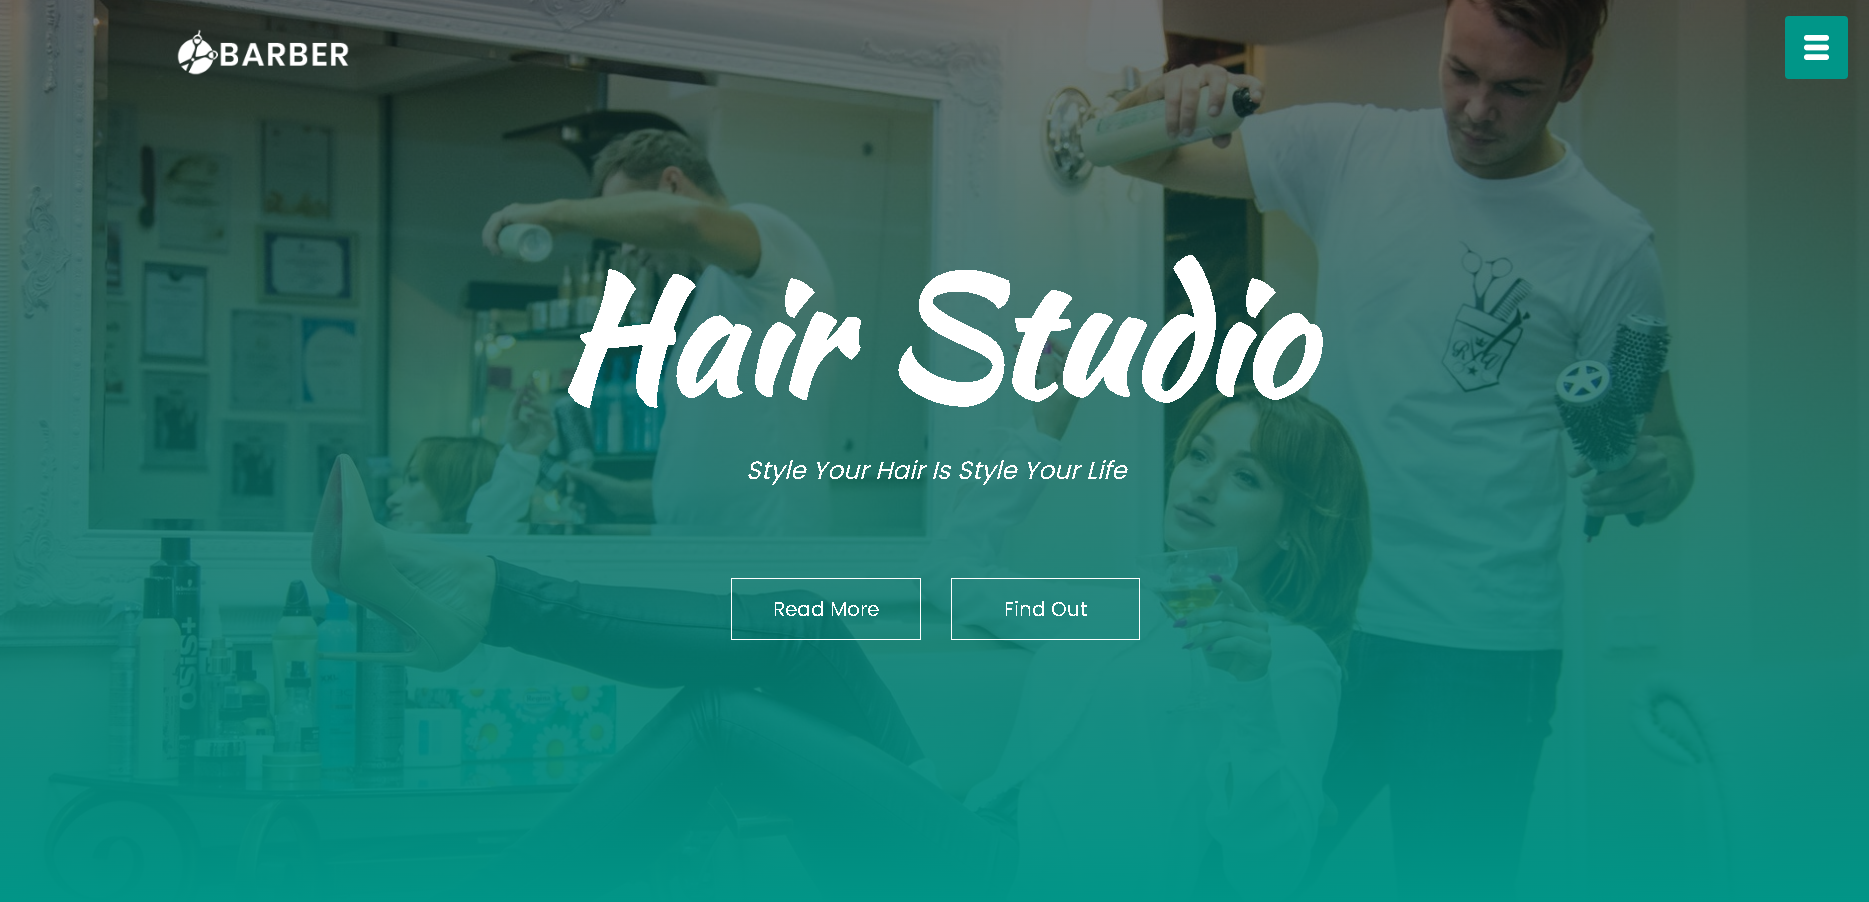 BARBER
Hair Studio
Style Your Hair Is Style Your Life
Read More
Find Out
OSiS+